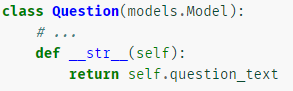 class Question(models.Model):
    # ...
    def __str__(self):
        return self.question_text